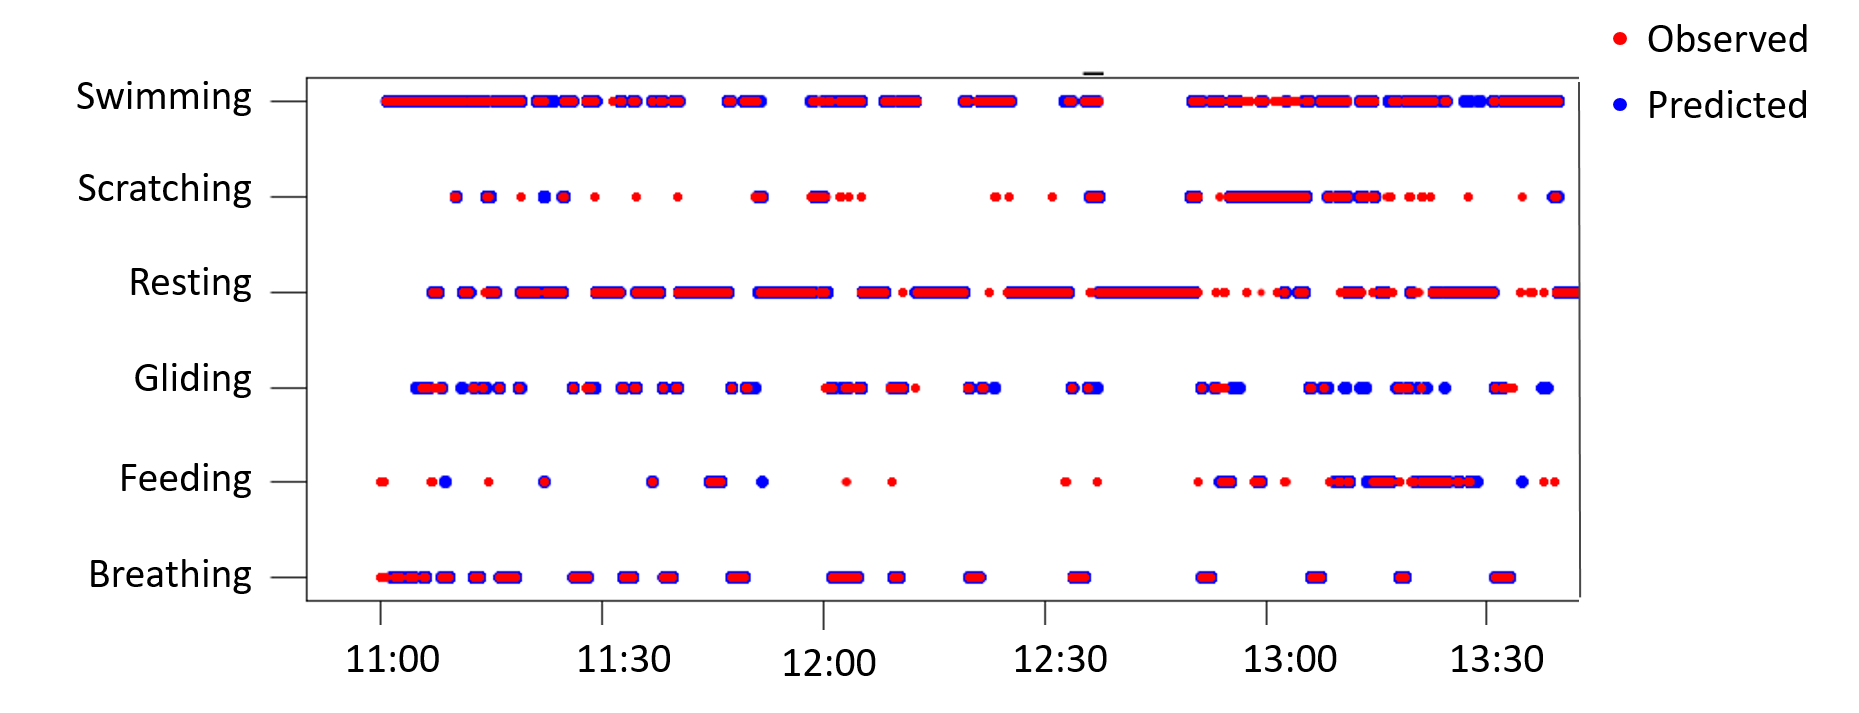 Observed
Predicted
Swimming
Scratching
Resting
Gliding
Feeding
Breathing
11:00 11:30 12:00 12:30 13:00 13:30